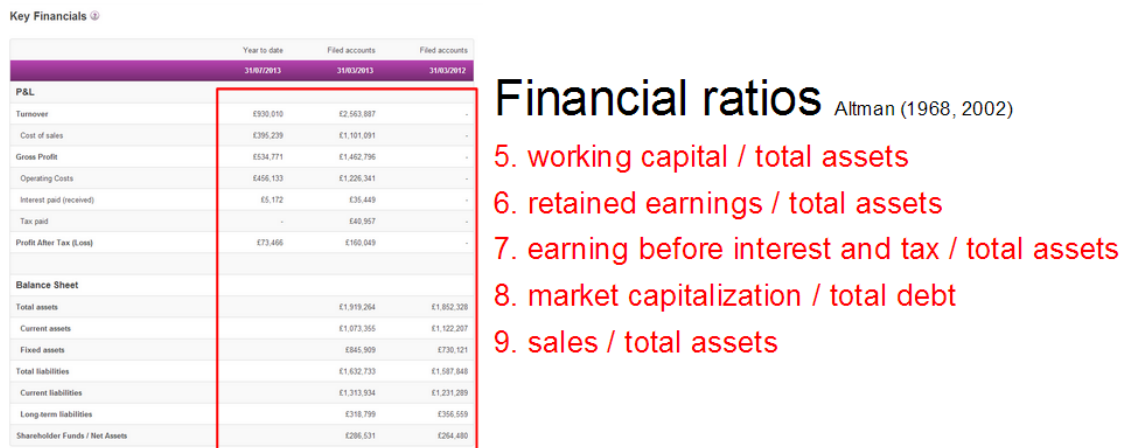 Key Financials
Year to date Filed accounts Filed accounts
31/07/2013 31/03/2013 31/03/2012
P&L
Turnover £930,010 £2,563,887 -
Cost of sales £395,239 £1,101,091 -
Gross Profit £534,771 £1,462,796 -
Operating Costs £456,133 £1,226,341 -
Interest paid (received) £5,172 £35,449 -
Tax paid - £40,957 -
Profit After Tax (Loss) £73,466 £160,049 -
Balance Sheet
Total assets £1,919,264 £1,852,328
Current assets £1,073,355 £1,122,207
Fixed assets £845,909 £730,121
Total liabilities £1,632,733 £1,587,848
Current liabilities £1,313,934 £1,231,289
Long-term liabilities £318,799 £356,559
Shareholder Funds / Net Assets £286,531 £264,480
Financial ratios Altman (1968, 2002)
5. working capital / total assets
6. retained earnings / total assets
7. earning before interest and tax / total assets
8. market capitalization / total debt
9. sales / total assets